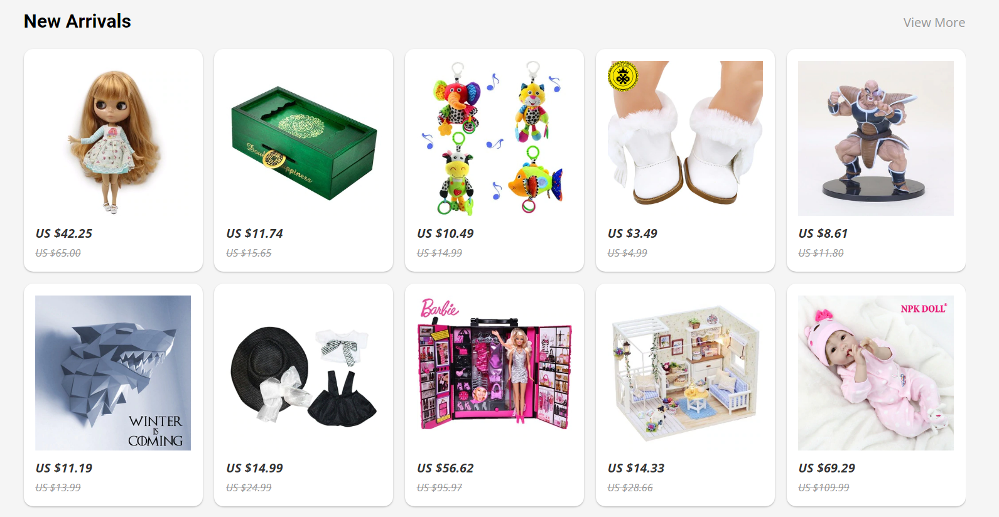 New Arrivals
View More
US $42.25
US $65.00
US $11.74
US $15.65
US $10.49
US $14.99
US $3.49
US $4.99
US $8.61
US $11.80
WINTER
IS
COMING
Barbie
NPK DOLL®
US $11.19
US $13.99
US $14.99
US $24.99
US $56.62
US $95.97
US $14.33
US $28.66
US $69.29
US $109.99